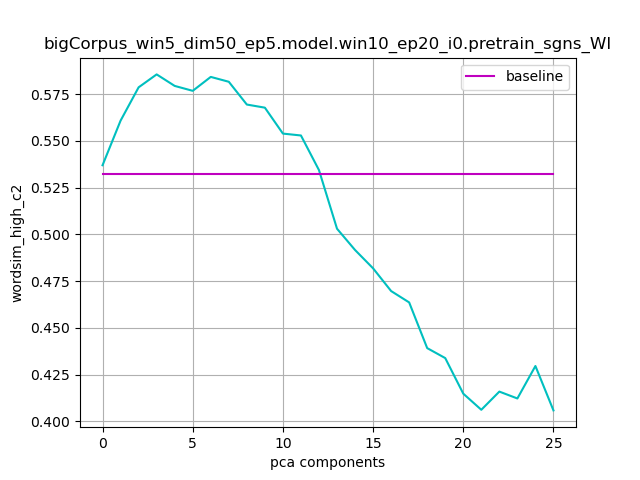 bigCorpus_win5_dim50_ep5.model.win10_ep20_i0.pretrain_sgns_WI
baseline
0.575
0.550
0.525
0.500
0.475
0.450
0.425
0.400
wordsim_high_c2
0 5 10 15 20 25
pca components